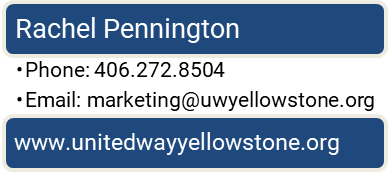 Rachel Pennington
•Phone: 406.272.8504
•Email: marketing@uwyellowstone.org
www.unitedwayyellowstone.org